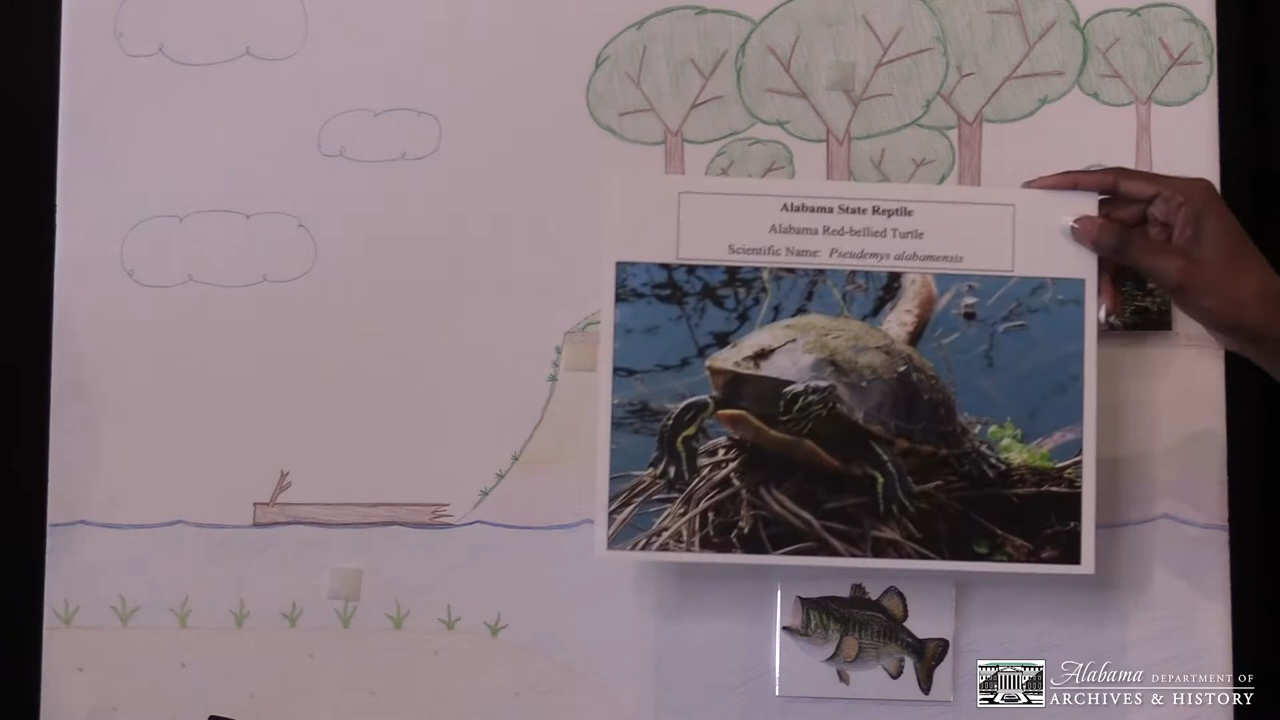 Alabama State Reptile
Alabama Red-bellied Turtle
Scientific Name: Pseudemys alabamensis
Alabama DEPARTMENT OF
ARCHIVES & HISTORY